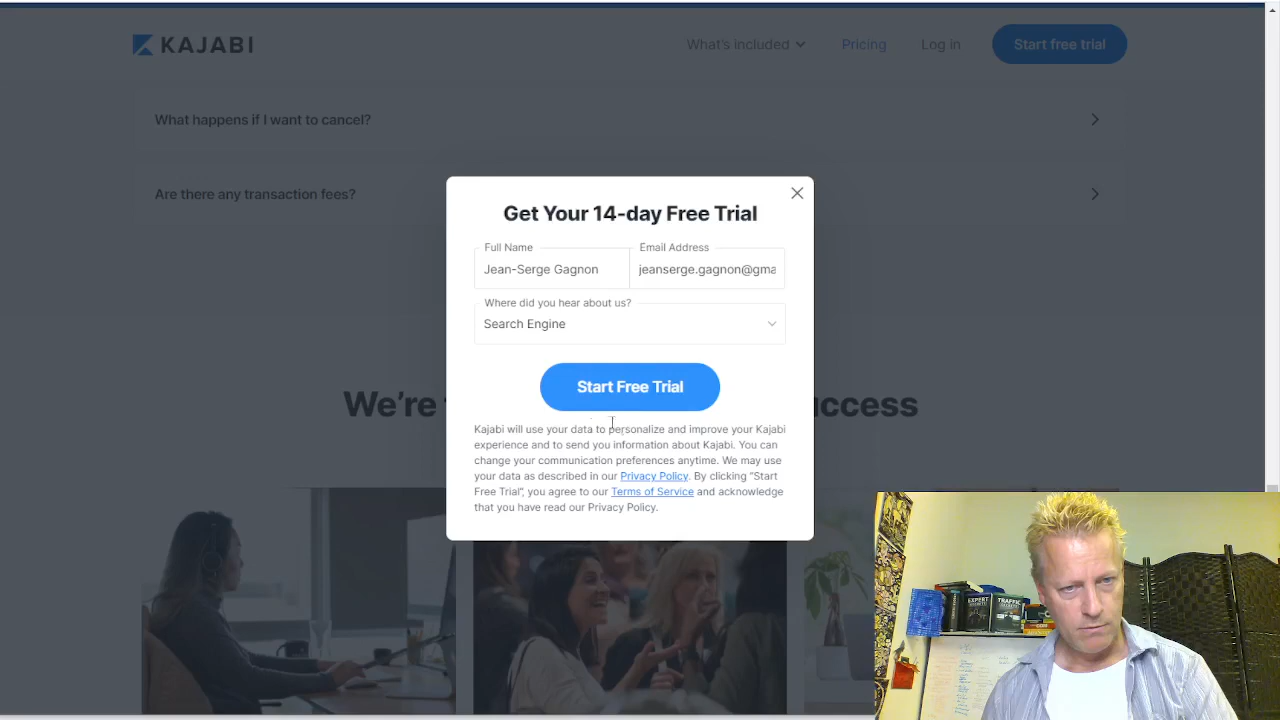 KAJABI
What's included
Pricing
Log in
Start free trial
What happens if I want to cancel?
Are there any transaction fees?
Get Your 14-day Free Trial
Full Name
Email Address
Jean-Serge Gagnon
jeanserge.gagnon@gma
Where did you hear about us?
Search Engine
Start Free Trial
We're
uccess
Kajabi will use your data to personalize and improve your Kajabi
experience and to send you information about Kajabi. You can
change your communication preferences anytime. We may use
your data as described in our Privacy Policy. By clicking "Start
Free Trial", you agree to our Terms of Service and acknowledge
that you have read our Privacy Policy.
EXPERT
TRAFFIC